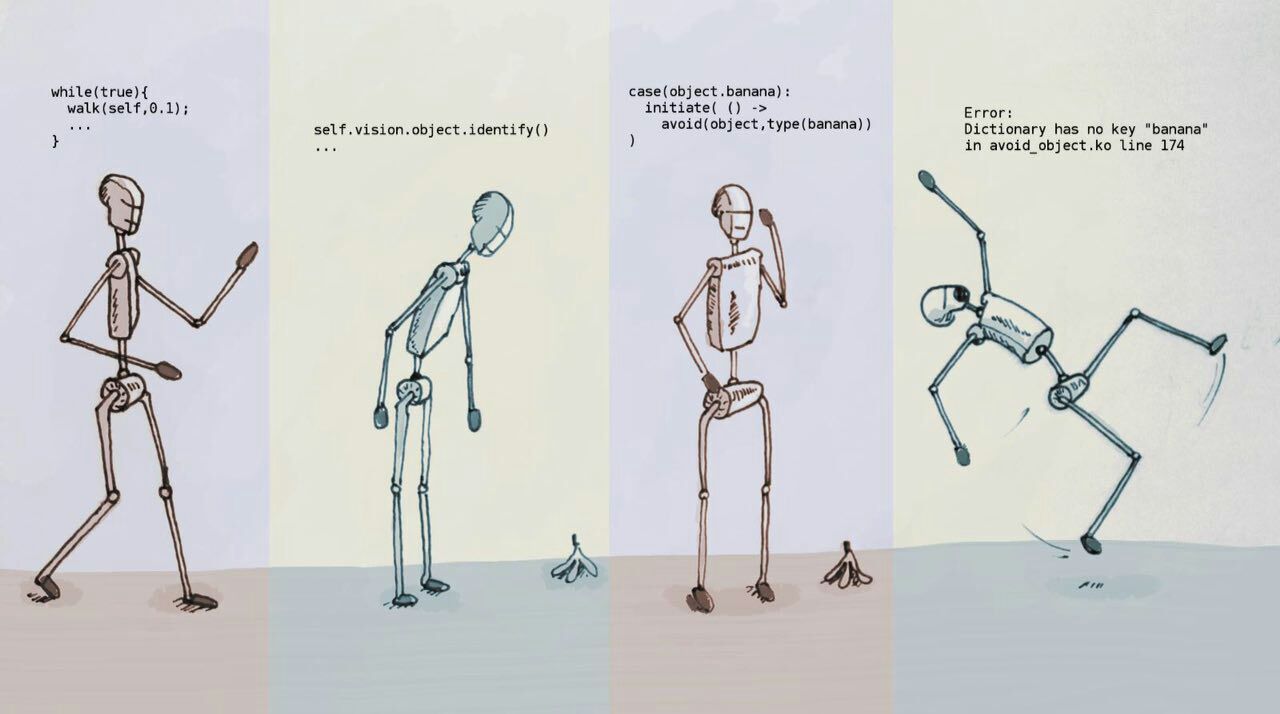 while(true){
  walk(self,0.1);
  ...
}
self.vision.object.identify()
...
case(object.banana):
  initiate( () ->
    avoid(object,type(banana))
)
Error:
Dictionary has no key "banana"
in avoid_object.ko line 174